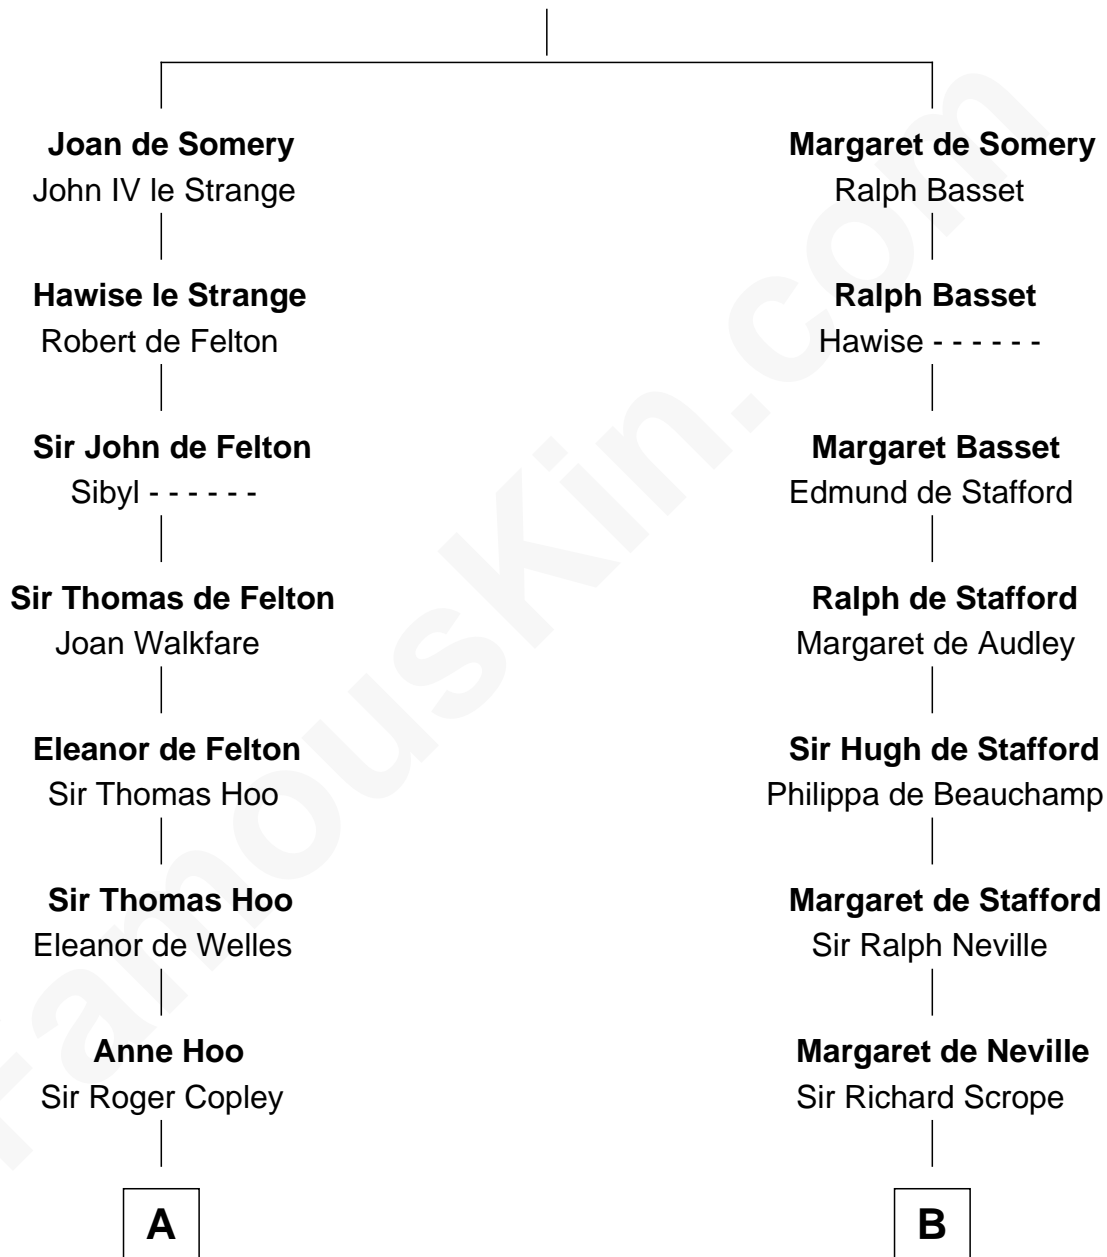 Joan de Somery
John IV le Strange
Hawise le Strange
Robert de Felton
Sir John de Felton
Sibyl - - - - - -
Sir Thomas de Felton
Joan Walkfare
Eleanor de Felton
Sir Thomas Hoo
Sir Thomas Hoo
Eleanor de Welles
Anne Hoo
Sir Roger Copley
A
Margaret de Somery
Ralph Basset
Ralph Basset
Hawise - - - - - -
Margaret Basset
Edmund de Stafford
Ralph de Stafford
Margaret de Audley
Sir Hugh de Stafford
Philippa de Beauchamp
Margaret de Stafford
Sir Ralph Neville
Margaret de Neville
Sir Richard Scrope
B
FamousKin.com